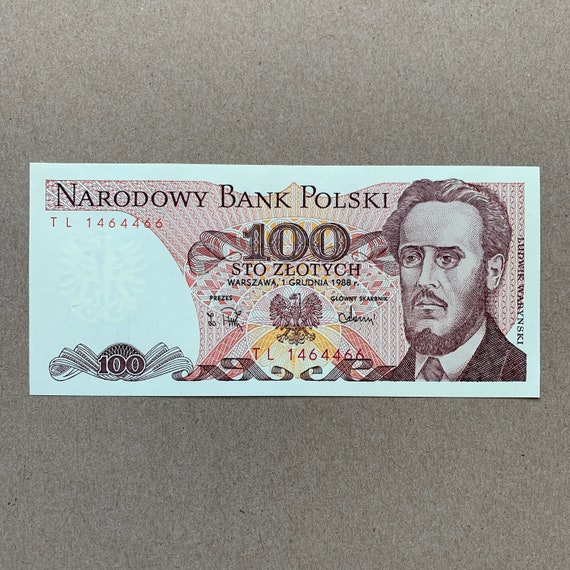 NARODOWY BANK POLSKI
TL 1464466
100
STO ZŁOTYCH
WARSZAWA, 1 GRUDNIA 1988 r.
PREZES
GŁÓWNY SKARBNIK
LUDWIK WARYŃSKI
TL 1464466
100